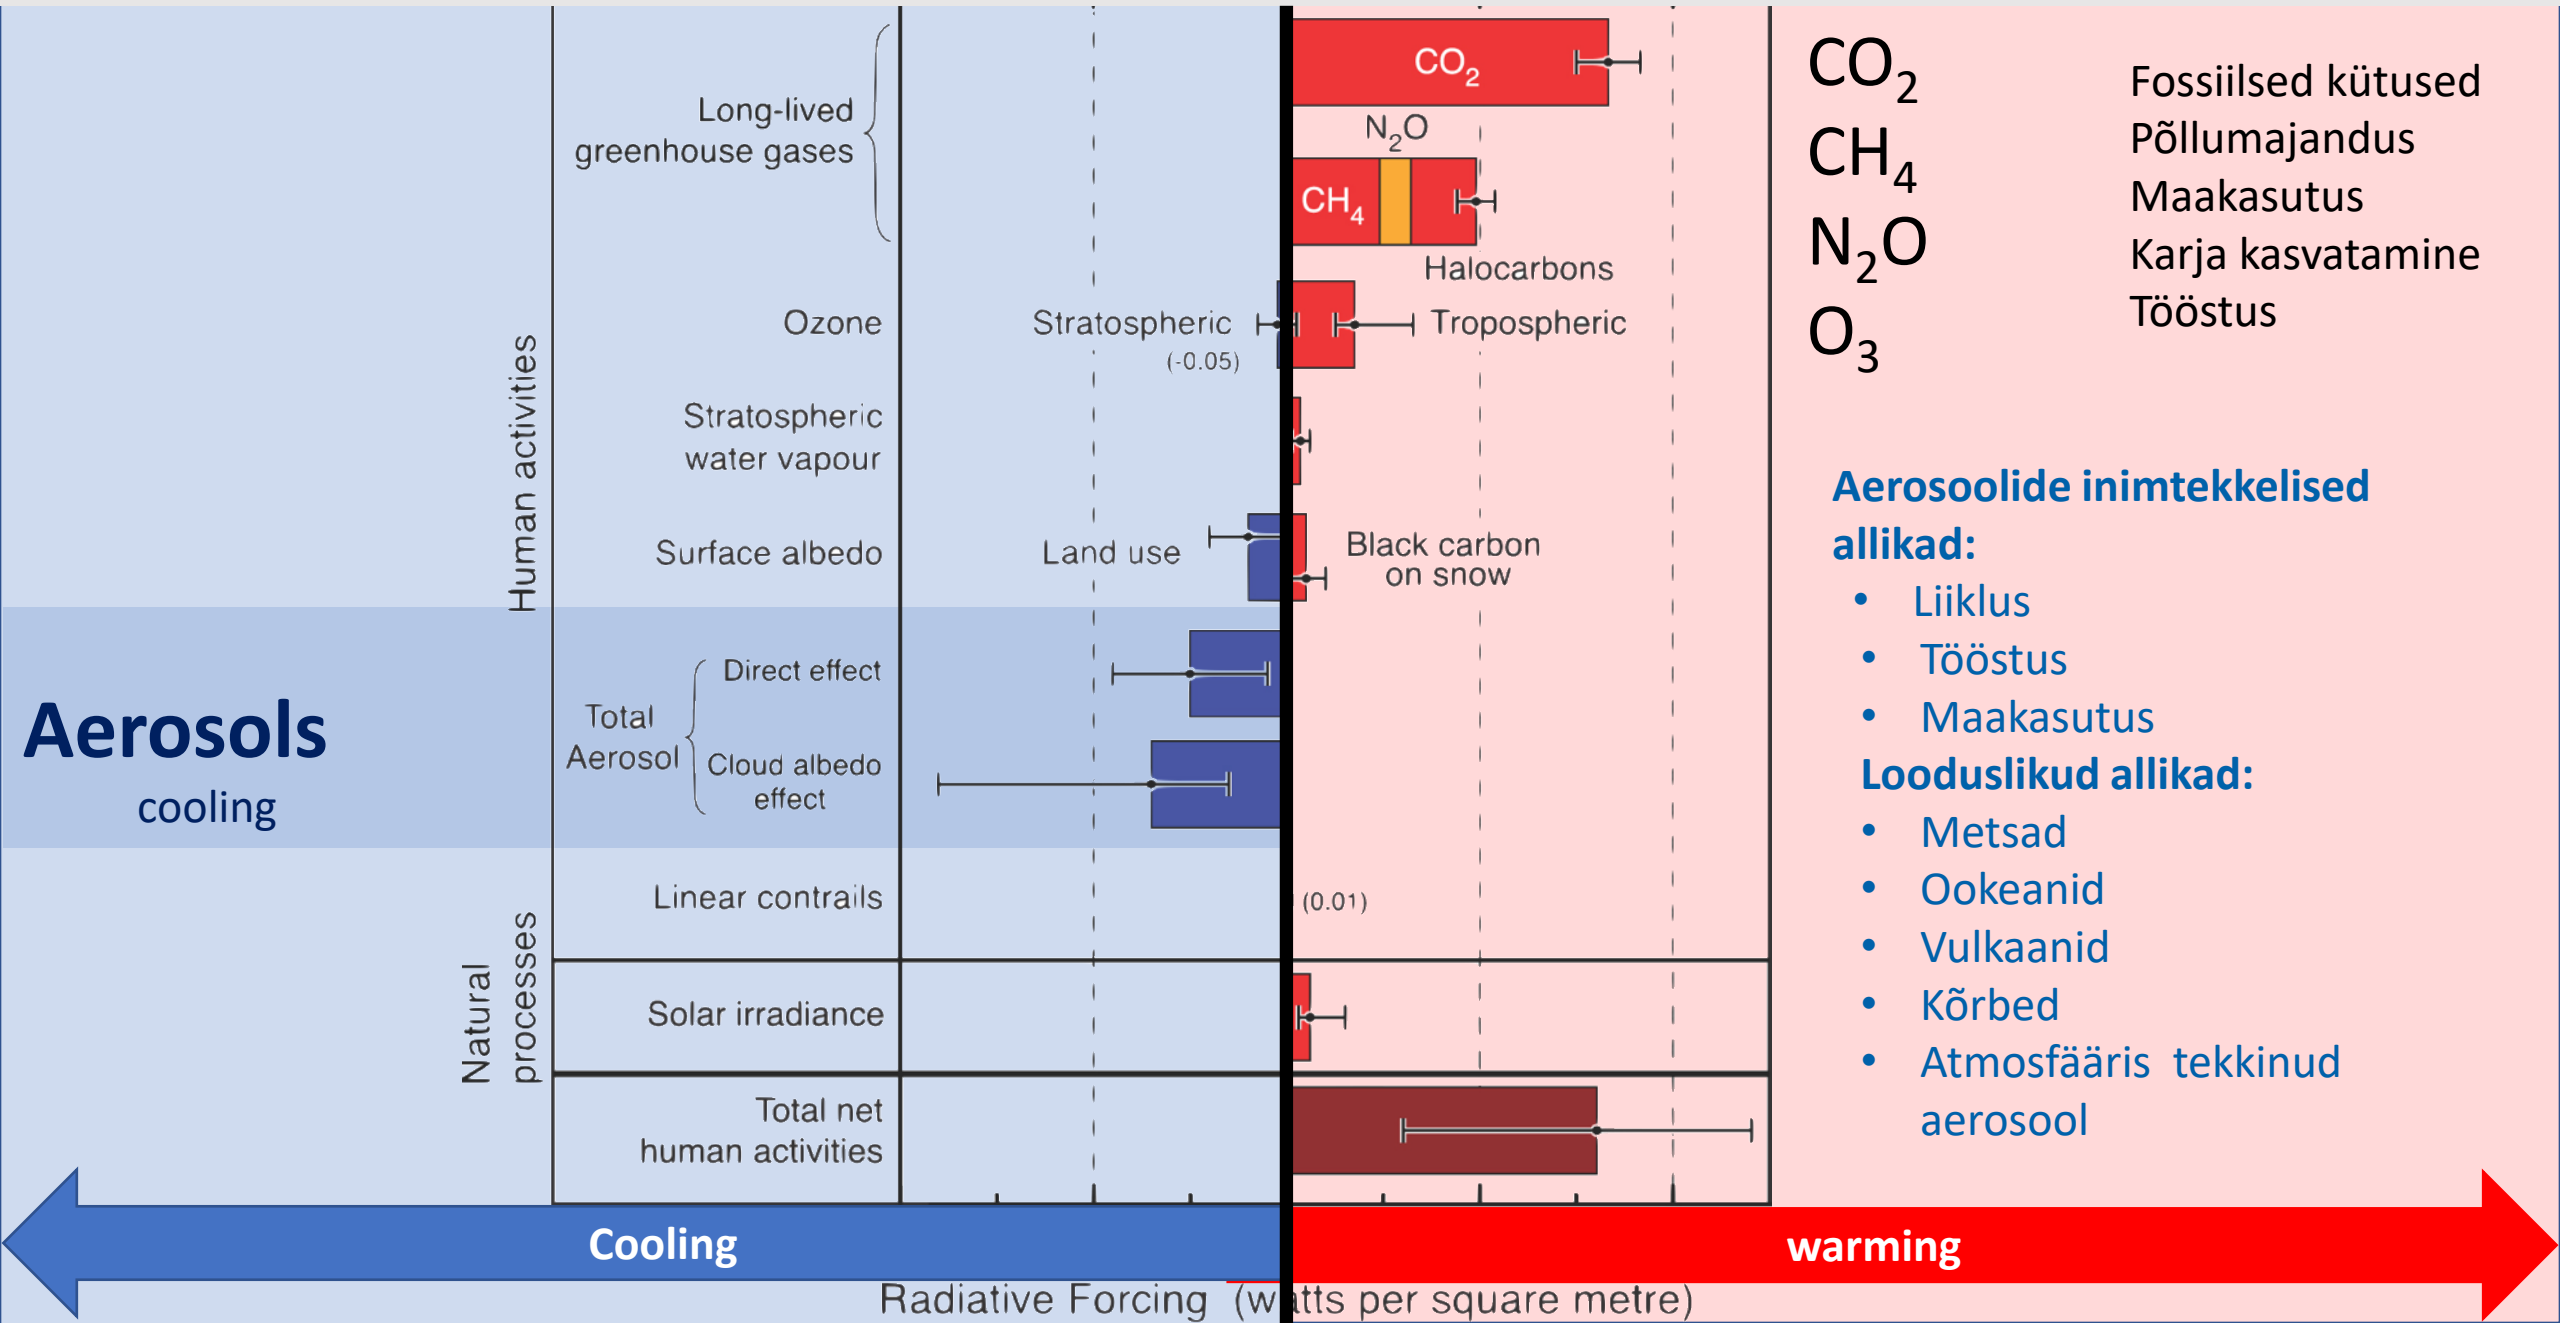 CO2
Long-lived
greenhouse gases
N2O
CH4
Halocarbons
Ozone
Stratospheric
(-0.05)
Tropospheric
Stratospheric
water vapour
Human activities
Surface albedo
Land use
Black carbon
on snow
Aerosols
cooling
Total
Aerosol
Direct effect
Cloud albedo
effect
Linear contrails
(0.01)
Natural
processes
Solar irradiance
Total net
human activities
Cooling
warming
Radiative Forcing (watts per square metre)
CO2
CH4
N2O
O3
Fossiilsed kütused
Põllumajandus
Maakasutus
Karja kasvatamine
Tööstus
Aerosoolide inimtekkelised
allikad:
• Liiklus
• Tööstus
• Maakasutus
Looduslikud allikad:
• Metsad
• Ookeanid
• Vulkaanid
• Kõrbed
• Atmosfääris tekkinud
aerosool